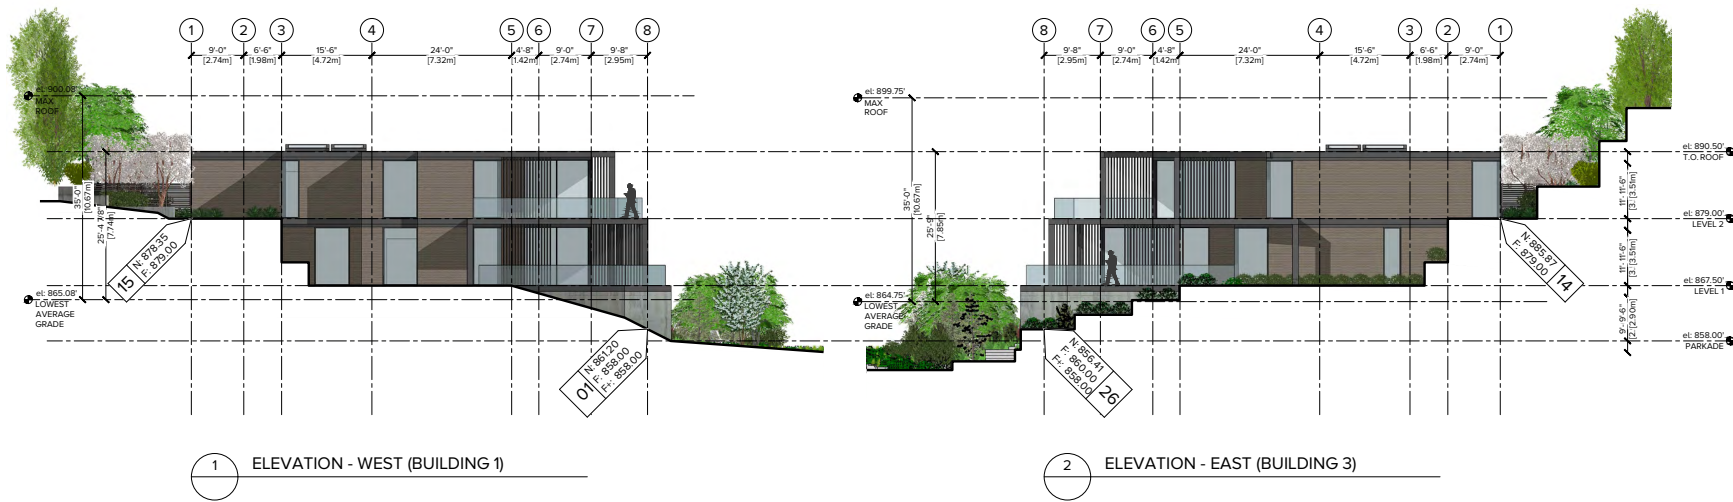 1 2 3 4 5 6 7 8
9'-0" 6'-6" 15'-6" 24'-0" 4'-8" 9'-0" 9'-8"
[2.74m] [1.98m] [4.72m] [7.32m] [1.42m] [2.74m] [2.95m]
el: 900.08'
MAX
ROOF
35'-0"
[10.67m]
25'-4 7/8"
[7.74m]
el: 865.08'
LOWEST
AVERAGE
GRADE
15
N: 878.35
F: 879.00
01
N: 861.20
F: 858.00
F+: 858.00
1
ELEVATION - WEST (BUILDING 1)
8 7 6 5 4 3 2 1
9'-8" 9'-0" 4'-8" 24'-0" 15'-6" 6'-6" 9'-0"
[2.95m] [2.74m] [1.42m] [7.32m] [4.72m] [1.98m] [2.74m]
el: 899.75'
MAX
ROOF
35'-0"
[10.67m]
25'-9"
[7.85m]
el: 864.75'
LOWEST
AVERAGE
GRADE
N: 856.41
F: 860.00
F+: 858.00
26
N: 885.87
F: 879.00
14
el: 890.50'
T.O. ROOF
11'-6"
[3.51m]
el: 879.00'
LEVEL 2
11'-6"
[3.51m]
el: 867.50'
LEVEL 1
9'-6"
[2.90m]
el: 858.00'
PARKADE
2
ELEVATION - EAST (BUILDING 3)